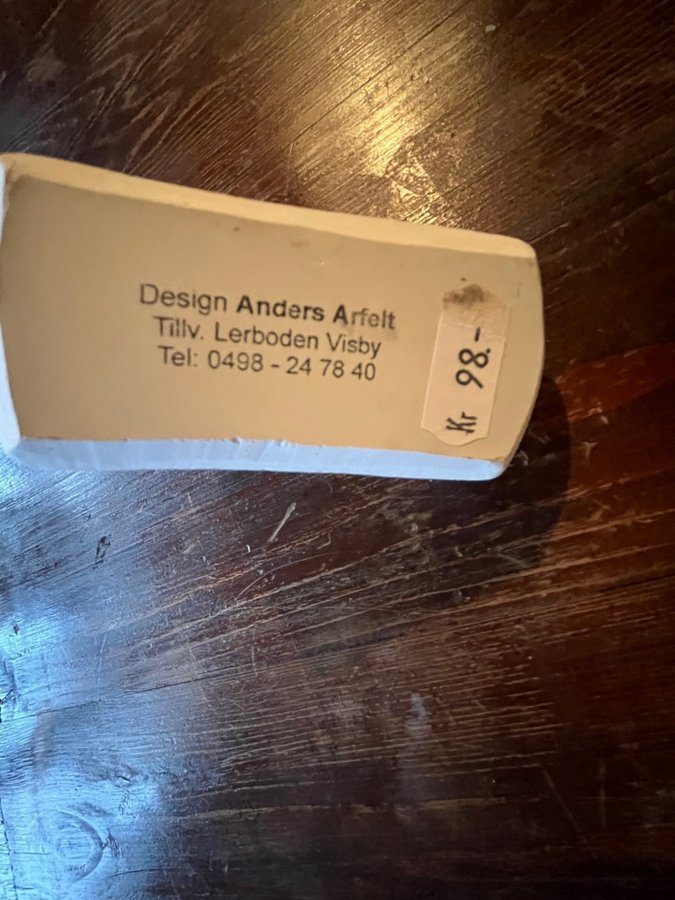 Design Anders Arfelt
Tillv. Lerboden Visby
Tel: 0498 - 24 78 40
Kr 98.-